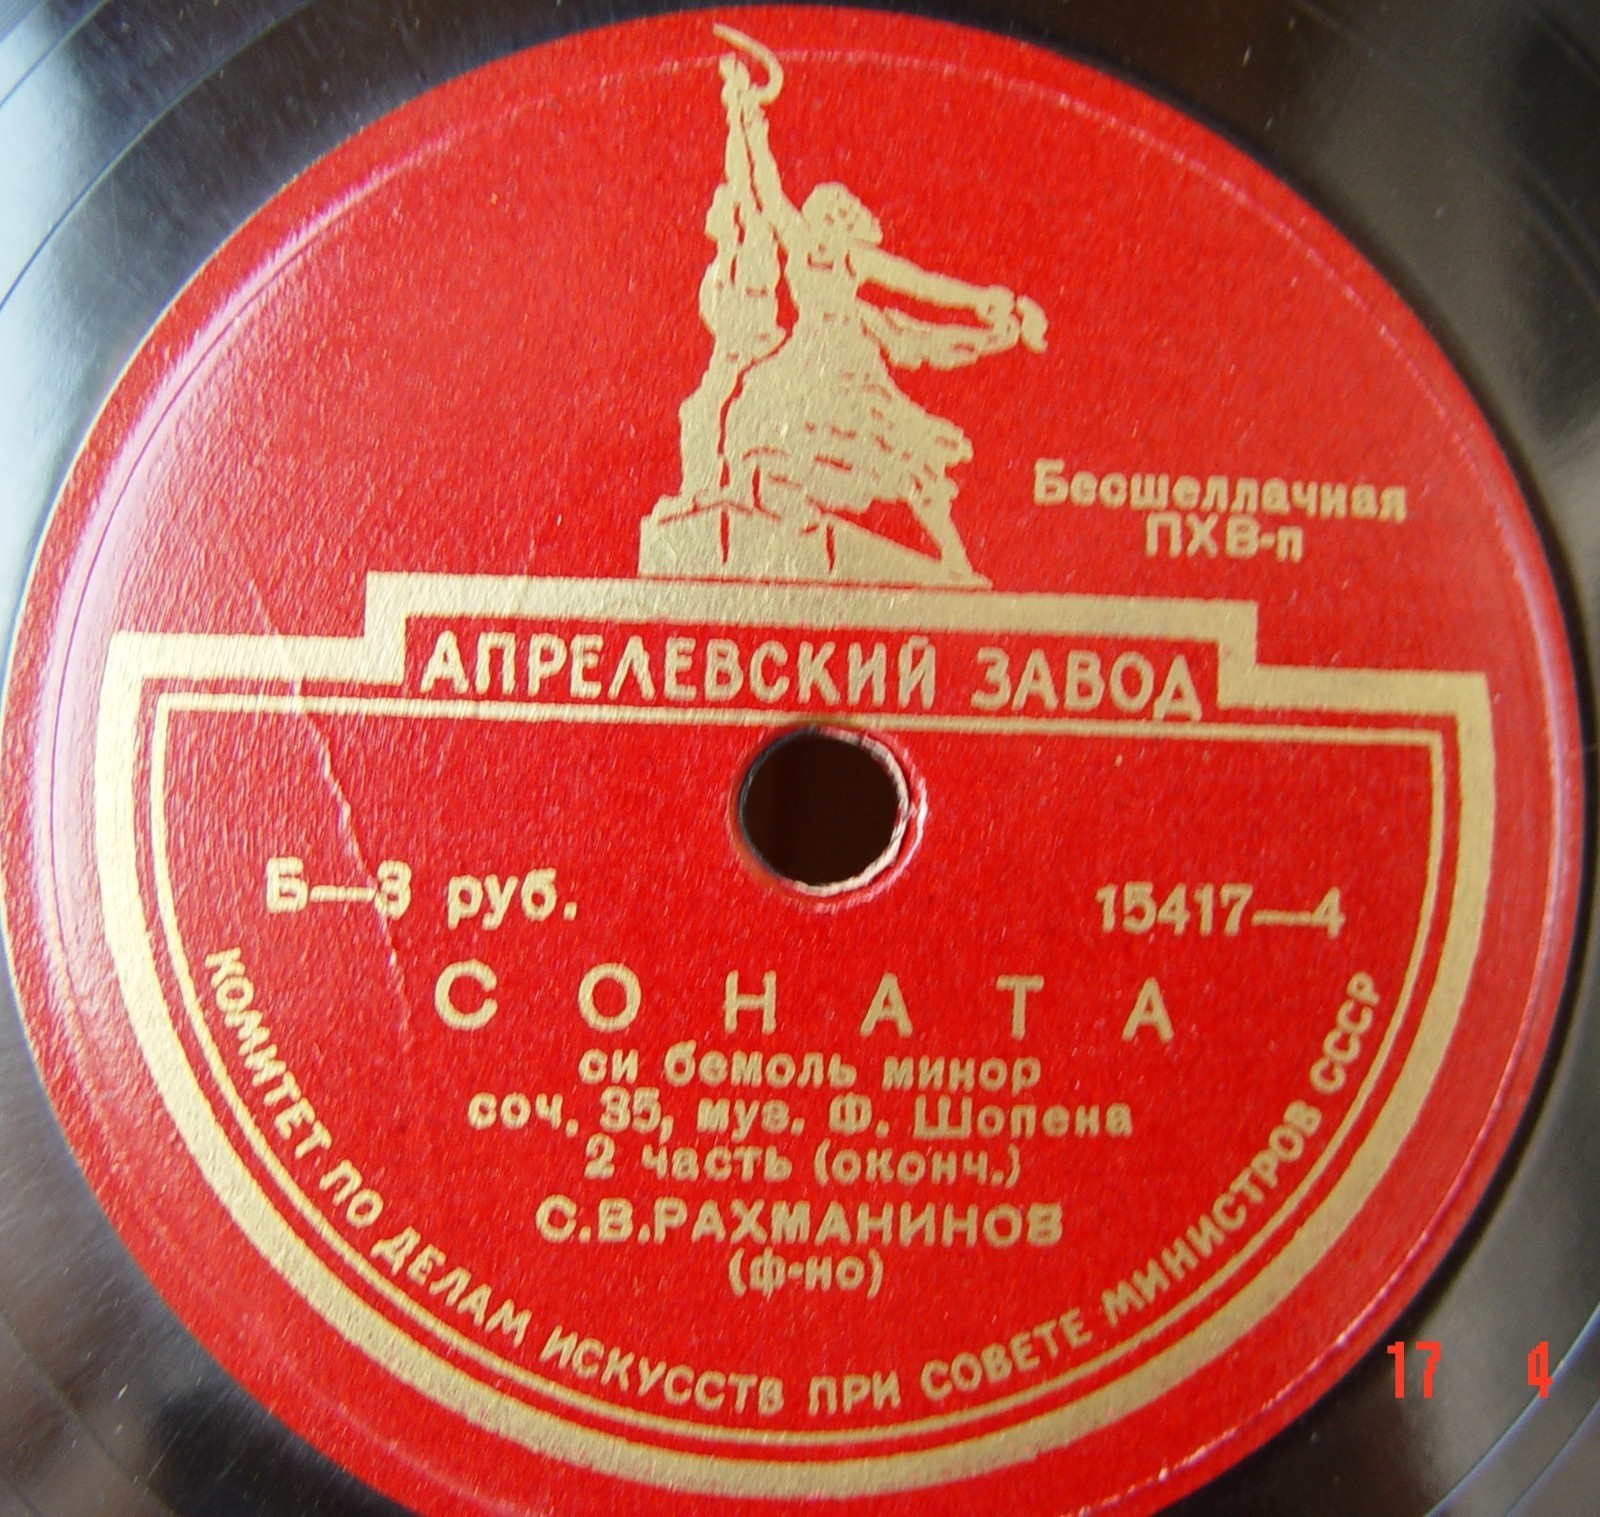 Бесшеллачная
ПХВ-п
АПРЕЛЕВСКИЙ ЗАВОД
Б—3 руб.
15417—4
СОНАТА
си бемоль минор
соч. 35, муз. Ф. Шопена
2 часть (оконч.)
С.В.РАХМАНИНОВ
(ф-но)
КОМИТЕТ ПО ДЕЛАМ ИСКУССТВ ПРИ СОВЕТЕ МИНИСТРОВ СССР
17 4